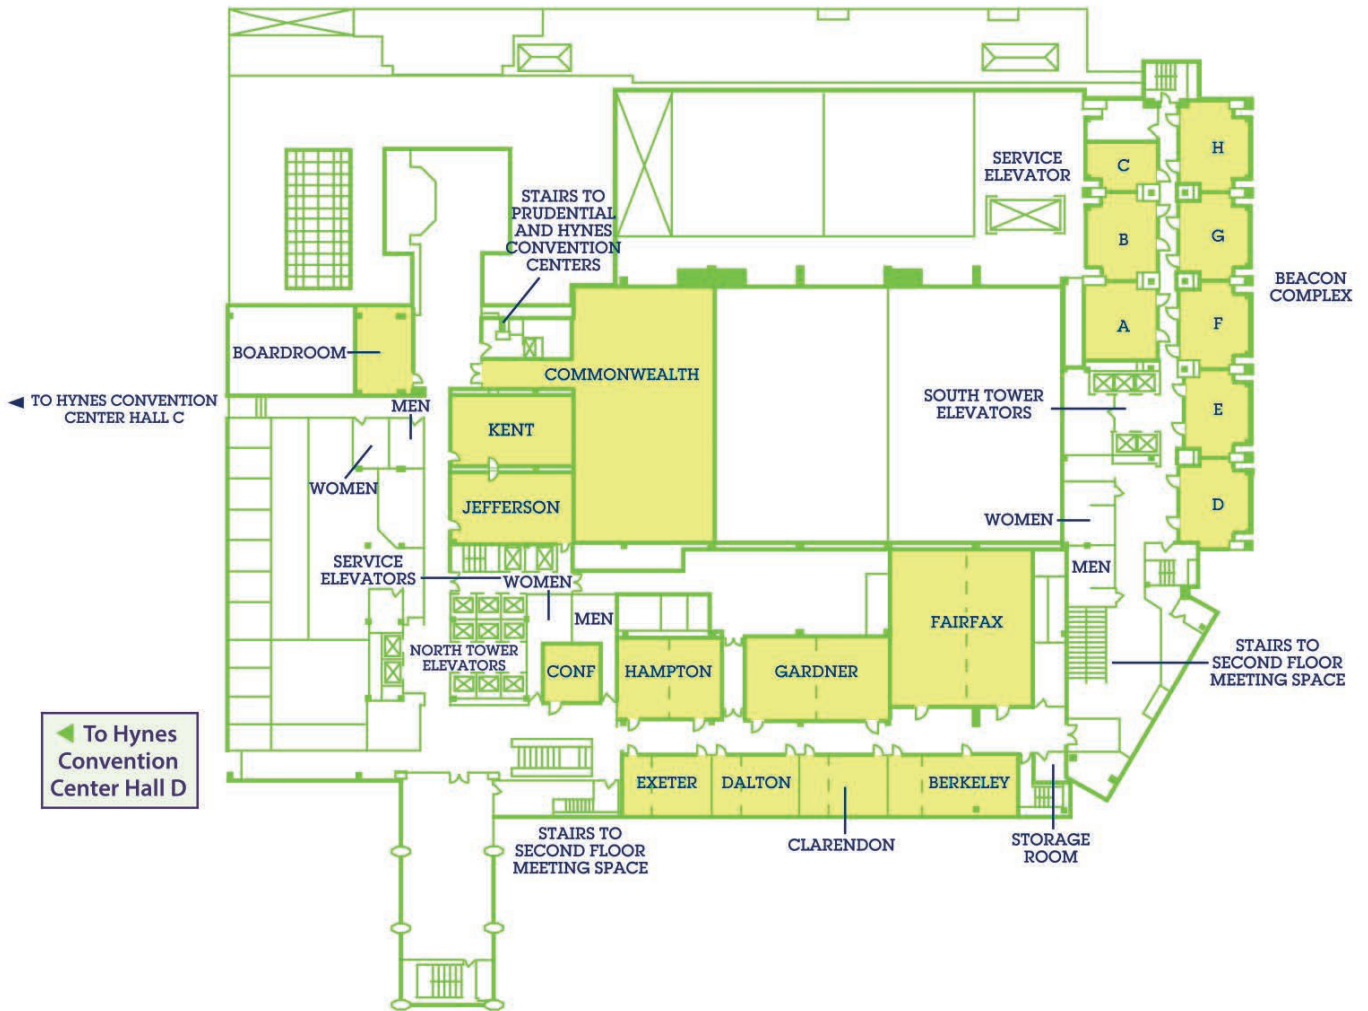 H
SERVICE
ELEVATOR
C
STAIRS TO
PRUDENTIAL
AND HYNES
CONVENTION
CENTERS
B
G
BEACON
COMPLEX
A
F
BOARDROOM
COMMONWEALTH
◄ TO HYNES CONVENTION
CENTER HALL C
MEN
SOUTH TOWER
ELEVATORS
E
KENT
WOMEN
JEFFERSON
D
WOMEN
SERVICE
ELEVATORS
WOMEN
MEN
MEN
FAIRFAX
NORTH TOWER
ELEVATORS
CONF
HAMPTON
GARDNER
STAIRS TO
SECOND FLOOR
MEETING SPACE
◄ To Hynes
Convention
Center Hall D
EXETER
DALTON
BERKELEY
STAIRS TO
SECOND FLOOR
MEETING SPACE
CLARENDON
STORAGE
ROOM